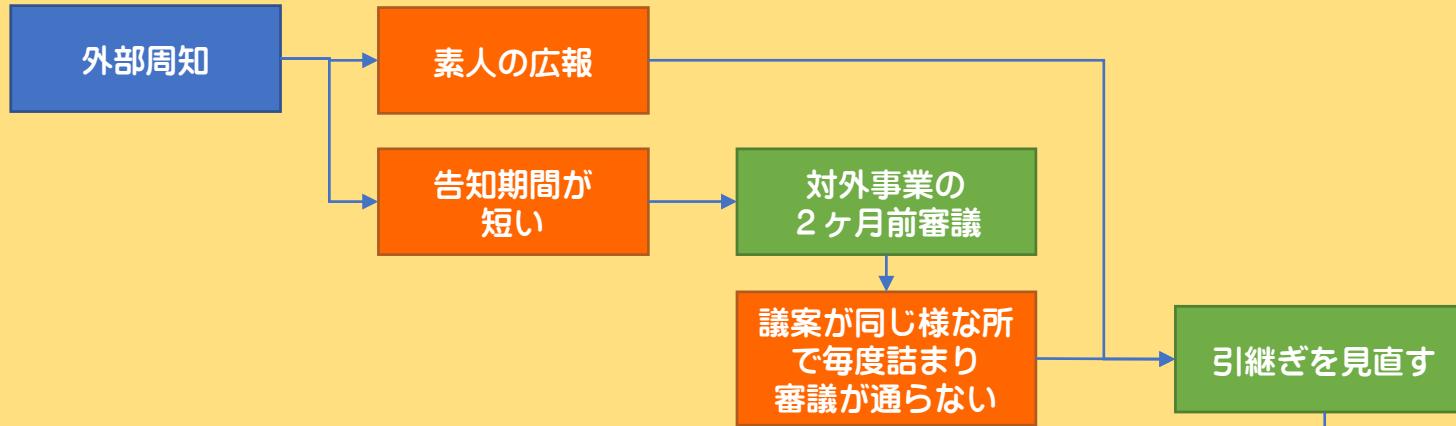 外部周知
素人の広報
告知期間が
短い
対外事業の
２ヶ月前審議
議案が同じ様な所
で毎度詰まり
審議が通らない
引継ぎを見直す